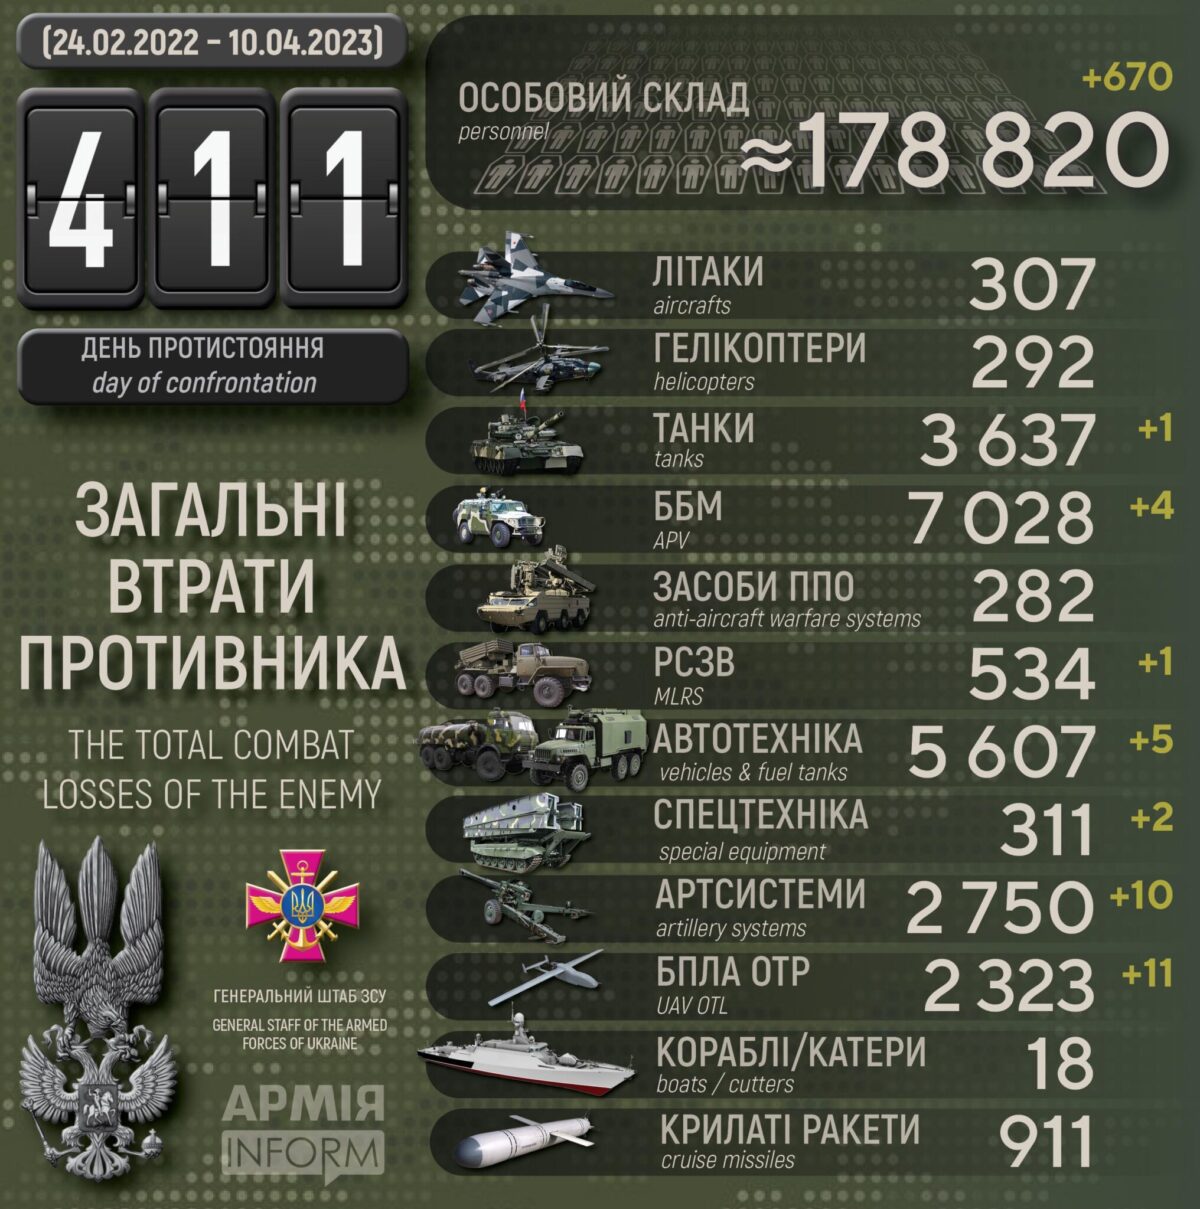 (24.02.2022 – 10.04.2023)
411
ДЕНЬ ПРОТИСТОЯННЯ
day of confrontation
ЗАГАЛЬНІ
ВТРАТИ
ПРОТИВНИКА
THE TOTAL COMBAT
LOSSES OF THE ENEMY
ГЕНЕРАЛЬНИЙ ШТАБ ЗСУ
GENERAL STAFF OF THE ARMED
FORCES OF UKRAINE
АРМІЯ
INFORM
ОСОБОВИЙ СКЛАД
personnel
+670
≈178 820
ЛІТАКИ
aircrafts
307
ГЕЛІКОПТЕРИ
helicopters
292
ТАНКИ
tanks
3 637 +1
ББМ
APV
7 028 +4
ЗАСОБИ ППО
anti-aircraft warfare systems
282
РСЗВ
MLRS
534 +1
АВТОТЕХНІКА
vehicles & fuel tanks
5 607 +5
СПЕЦТЕХНІКА
special equipment
311 +2
АРТСИСТЕМИ
artillery systems
2 750 +10
БПЛА ОТР
UAV OTL
2 323 +11
КОРАБЛІ/КАТЕРИ
boats / cutters
18
КРИЛАТІ РАКЕТИ
cruise missiles
911